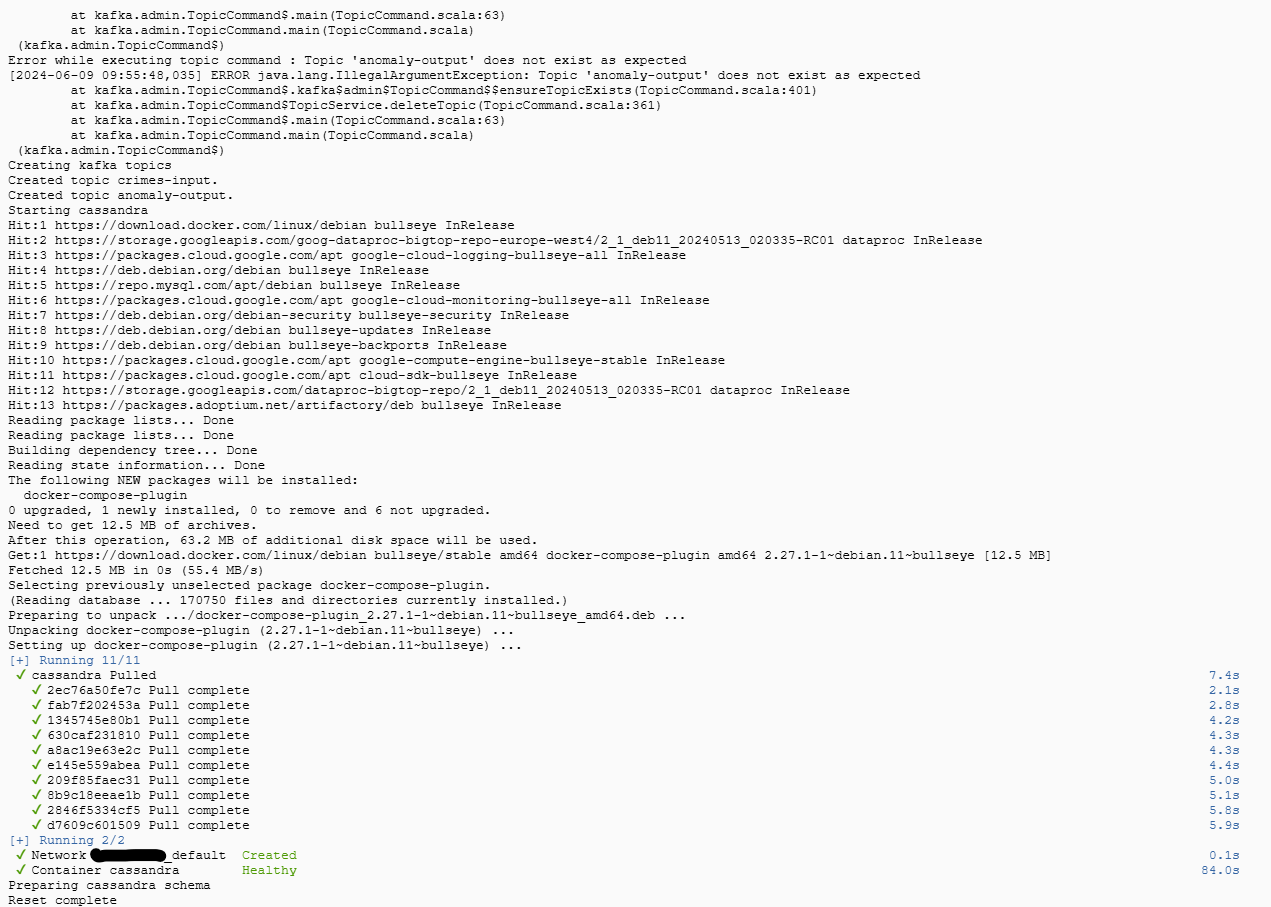 at kafka.admin.TopicCommand$.main(TopicCommand.scala:63)
at kafka.admin.TopicCommand.main(TopicCommand.scala)
(kafka.admin.TopicCommand$)
Error while executing topic command : Topic 'anomaly-output' does not exist as expected
[2024-06-09 09:55:48,035] ERROR java.lang.IllegalArgumentException: Topic 'anomaly-output' does not exist as expected
at kafka.admin.TopicCommand$.kafka$admin$TopicCommand$$ensureTopicExists(TopicCommand.scala:401)
at kafka.admin.TopicCommand$TopicService.deleteTopic(TopicCommand.scala:361)
at kafka.admin.TopicCommand$.main(TopicCommand.scala:63)
at kafka.admin.TopicCommand.main(TopicCommand.scala)
(kafka.admin.TopicCommand$)
Creating kafka topics
Created topic crimes-input.
Created topic anomaly-output.
Starting cassandra
Hit:1 https://download.docker.com/linux/debian bullseye InRelease
Hit:2 https://storage.googleapis.com/goog-dataproc-bigtop-repo-europe-west4/2_1_deb11_20240513_020335-RC01 dataproc InRelease
Hit:3 https://packages.cloud.google.com/apt google-cloud-logging-bullseye-all InRelease
Hit:4 https://deb.debian.org/debian bullseye InRelease
Hit:5 https://repo.mysql.com/apt/debian bullseye InRelease
Hit:6 https://packages.cloud.google.com/apt google-cloud-monitoring-bullseye-all InRelease
Hit:7 https://deb.debian.org/debian-security bullseye-security InRelease
Hit:8 https://deb.debian.org/debian bullseye-updates InRelease
Hit:9 https://deb.debian.org/debian bullseye-backports InRelease
Hit:10 https://packages.cloud.google.com/apt google-compute-engine-bullseye-stable InRelease
Hit:11 https://packages.cloud.google.com/apt cloud-sdk-bullseye InRelease
Hit:12 https://storage.googleapis.com/dataproc-bigtop-repo/2_1_deb11_20240513_020335-RC01 dataproc InRelease
Hit:13 https://packages.adoptium.net/artifactory/deb bullseye InRelease
Reading package lists... Done
Reading package lists... Done
Building dependency tree... Done
Reading state information... Done
The following NEW packages will be installed:
docker-compose-plugin
0 upgraded, 1 newly installed, 0 to remove and 6 not upgraded.
Need to get 12.5 MB of archives.
After this operation, 63.2 MB of additional disk space will be used.
Get:1 https://download.docker.com/linux/debian bullseye/stable amd64 docker-compose-plugin amd64 2.27.1-1~debian.11~bullseye [12.5 MB]
Fetched 12.5 MB in 0s (55.4 MB/s)
Selecting previously unselected package docker-compose-plugin.
(Reading database ... 170750 files and directories currently installed.)
Preparing to unpack .../docker-compose-plugin_2.27.1-1~debian.11~bullseye_amd64.deb ...
Unpacking docker-compose-plugin (2.27.1-1~debian.11~bullseye) ...
Setting up docker-compose-plugin (2.27.1-1~debian.11~bullseye) ...
[+] Running 11/11
✓ cassandra Pulled 7.4s
✓ 2ec76a50fe7c Pull complete 2.1s
✓ fab7f202453a Pull complete 2.8s
✓ 1345745e80b1 Pull complete 4.2s
✓ 630caf231810 Pull complete 4.3s
✓ a8ac19e63e2c Pull complete 4.3s
✓ e145e559abea Pull complete 4.4s
✓ 209f85faec31 Pull complete 5.0s
✓ 8b9c18eeae1b Pull complete 5.1s
✓ 2846f5334cf5 Pull complete 5.8s
✓ d7609c601509 Pull complete 5.9s
[+] Running 2/2
✓ Network _default Created 0.1s
✓ Container cassandra Healthy 84.0s
Preparing cassandra schema
Reset complete